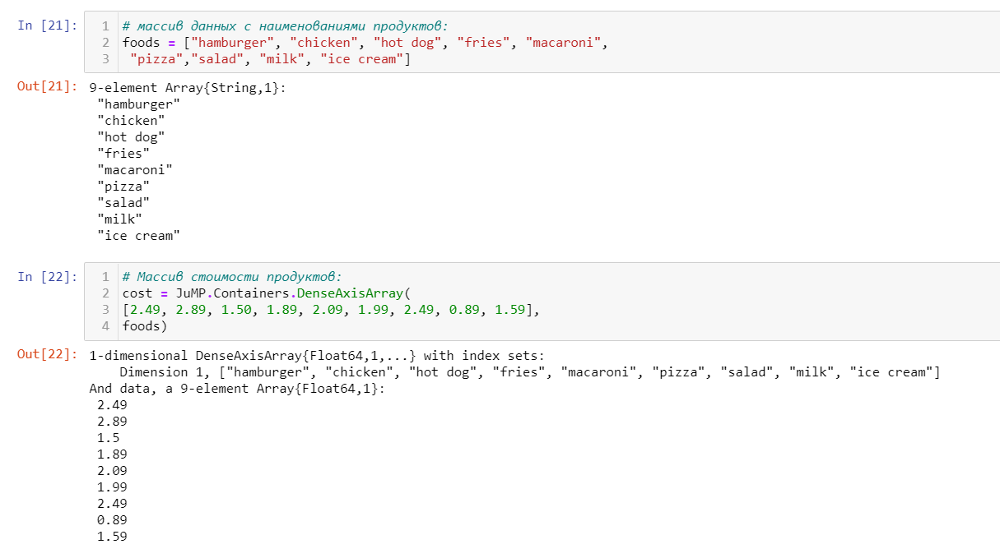 In [21]:
1 # массив данных с наименованиями продуктов:
2 foods = ["hamburger", "chicken", "hot dog", "fries", "macaroni",
3  "pizza","salad", "milk", "ice cream"]
Out[21]: 9-element Array{String,1}:
 "hamburger"
 "chicken"
 "hot dog"
 "fries"
 "macaroni"
 "pizza"
 "salad"
 "milk"
 "ice cream"
In [22]:
1 # Массив стоимости продуктов:
2 cost = JuMP.Containers.DenseAxisArray(
3 [2.49, 2.89, 1.50, 1.89, 2.09, 1.99, 2.49, 0.89, 1.59],
4 foods)
Out[22]: 1-dimensional DenseAxisArray{Float64,1,...} with index sets:
    Dimension 1, ["hamburger", "chicken", "hot dog", "fries", "macaroni", "pizza", "salad", "milk", "ice cream"]
And data, a 9-element Array{Float64,1}:
 2.49
 2.89
 1.5
 1.89
 2.09
 1.99
 2.49
 0.89
 1.59